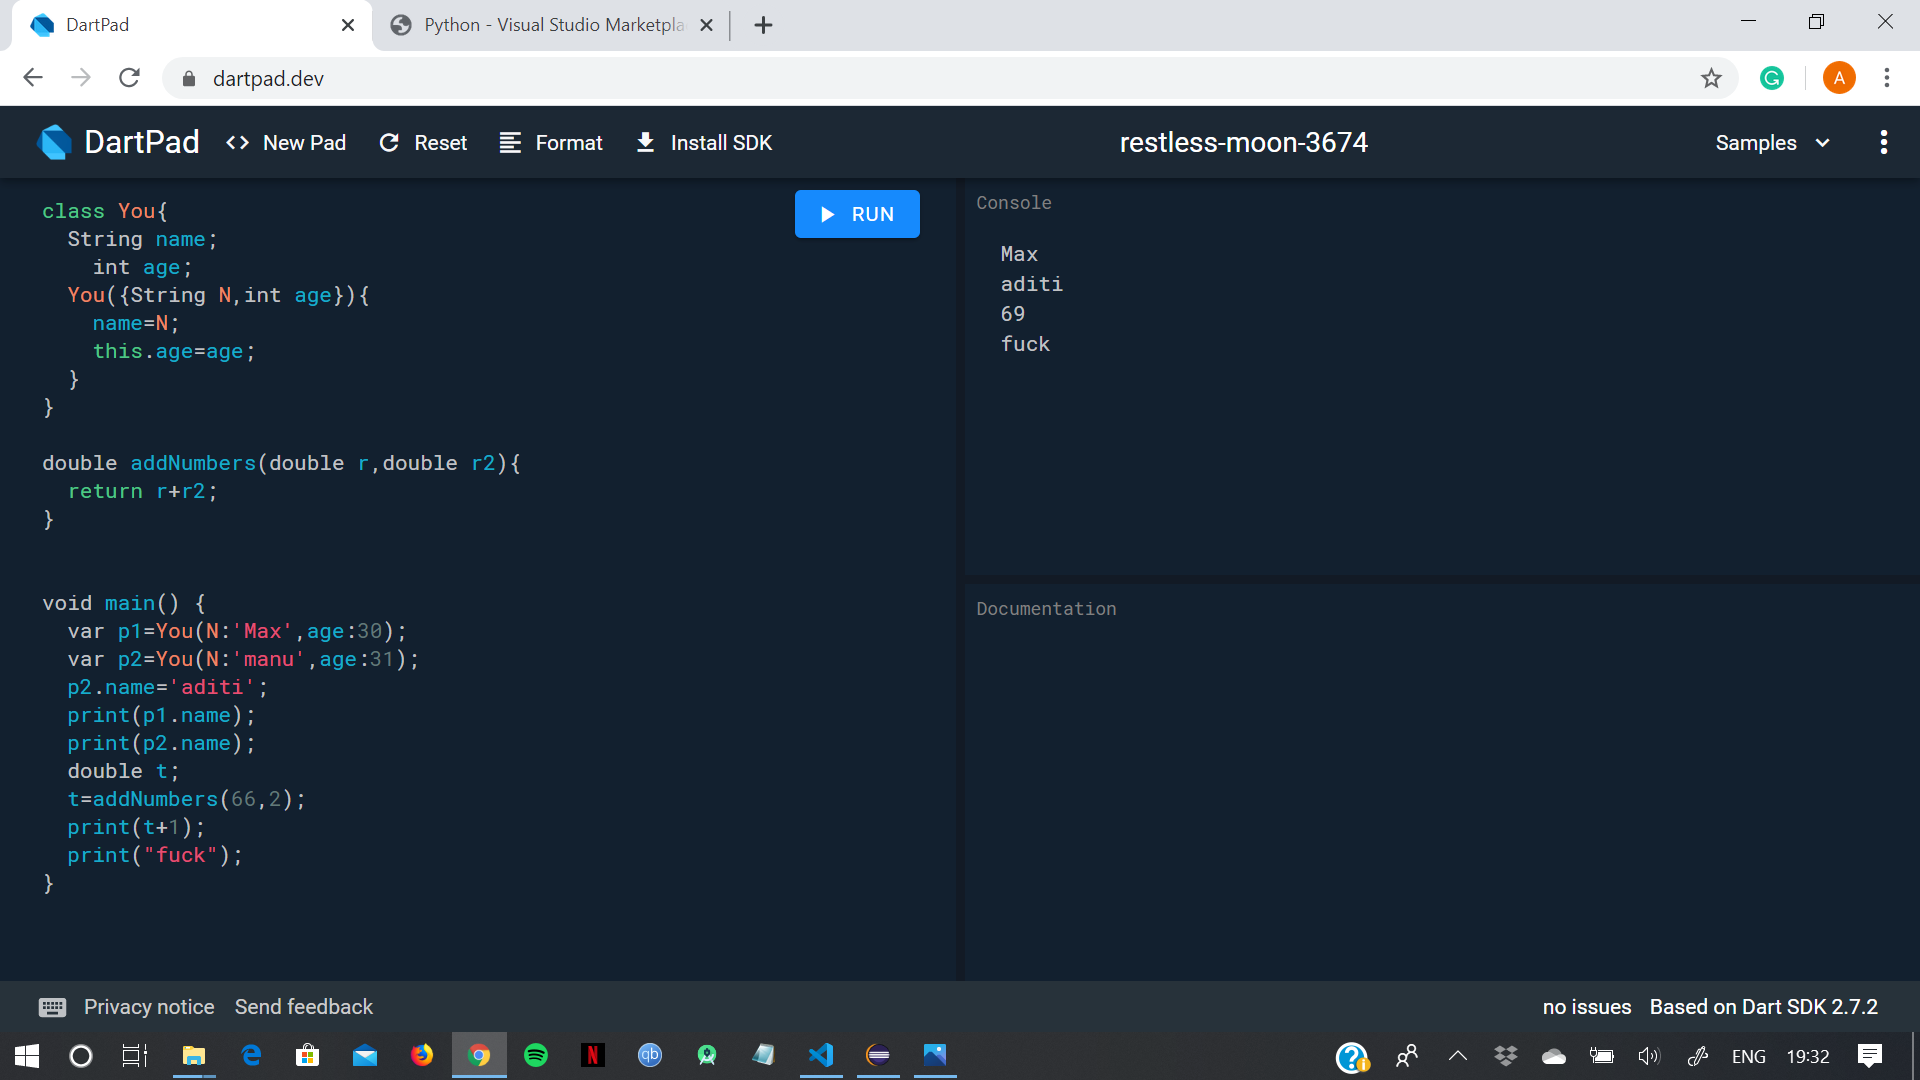 DartPad
Python - Visual Studio Marketpla
dartpad.dev
A
DartPad
<> New Pad
Reset
Format
Install SDK
restless-moon-3674
Samples
class You{
String name;
int age;
You({String N,int age}){
name=N;
this.age=age;
}
}
double addNumbers(double r,double r2){
return r+r2;
}
void main() {
var p1=You(N:'Max',age:30);
var p2=You(N:'manu',age:31);
p2.name='aditi';
print(p1.name);
print(p2.name);
double t;
t=addNumbers(66,2);
print(t+1);
print("fuck");
}
RUN
Console
Max
aditi
69
fuck
Documentation
Privacy notice
Send feedback
no issues
Based on Dart SDK 2.7.2
N
qb
ENG
19:32